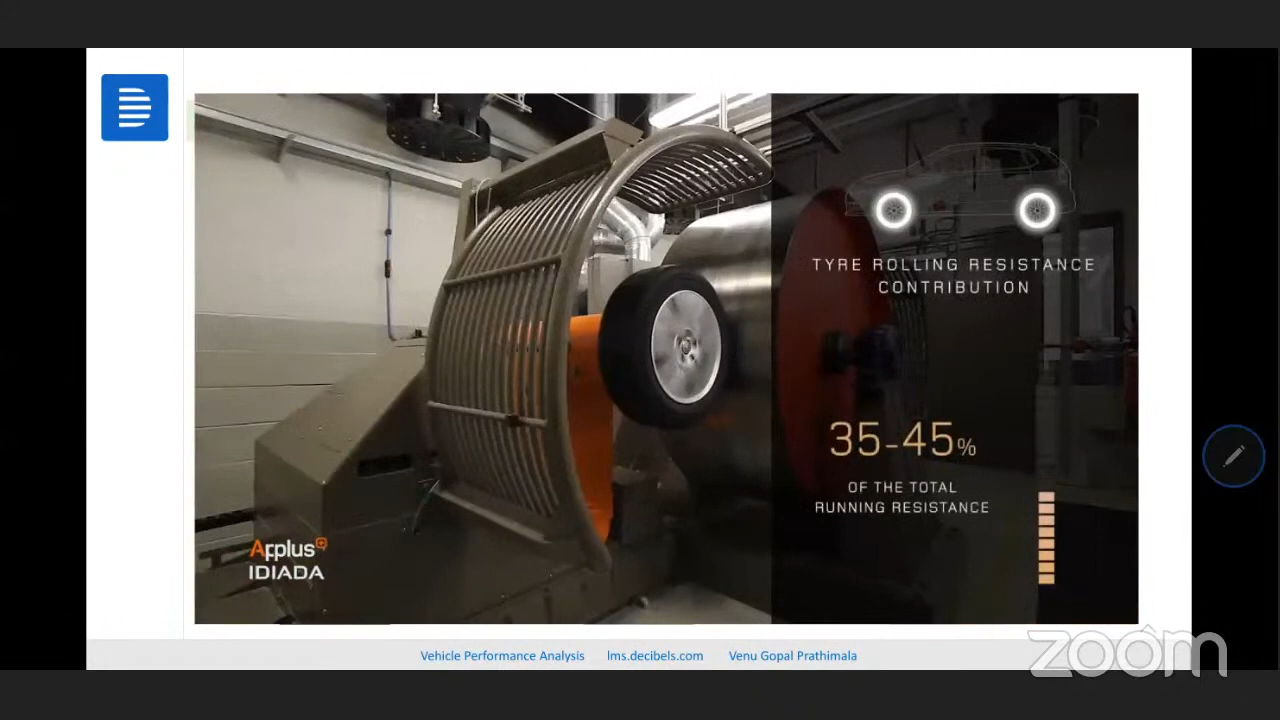 TYRE ROLLING RESISTANCE
CONTRIBUTION
35-45%
OF THE TOTAL
RUNNING RESISTANCE
Applus+
IDIADA
Vehicle Performance Analysis lms.decibels.com Venu Gopal Prathimala
zoom